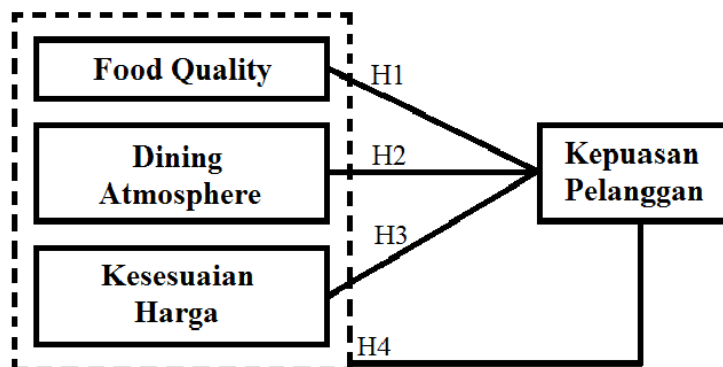 Food Quality
H1
Dining
Atmosphere
H2
Kepuasan
Pelanggan
H3
Kesesuaian
Harga
H4